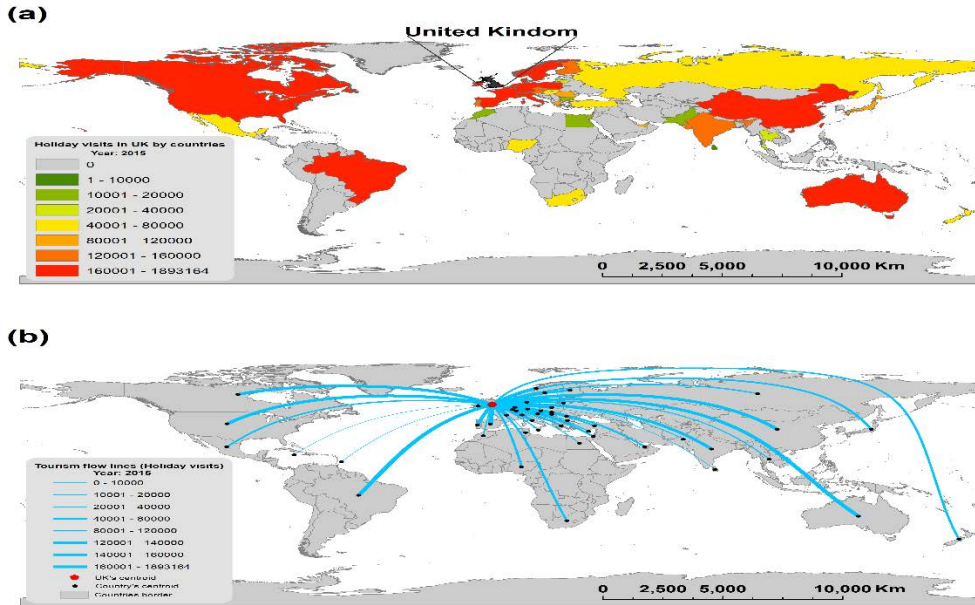 (a)
United Kindom
Holiday visits in UK by countries
Year: 2015
0
1 - 10000
10001 - 20000
20001 - 40000
40001 - 80000
80001 - 120000
120001 - 160000
160001 - 1893164
0 2,500 5,000 10,000 Km
(b)
Tourism flow lines (Holiday visits)
Year: 2015
0 - 10000
10001 - 20000
20001 - 40000
40001 - 80000
80001 - 120000
120001 - 140000
140001 - 160000
160001 - 1893164
UK's centroid
Country's centroid
Countries border
0 2,500 5,000 10,000 Km